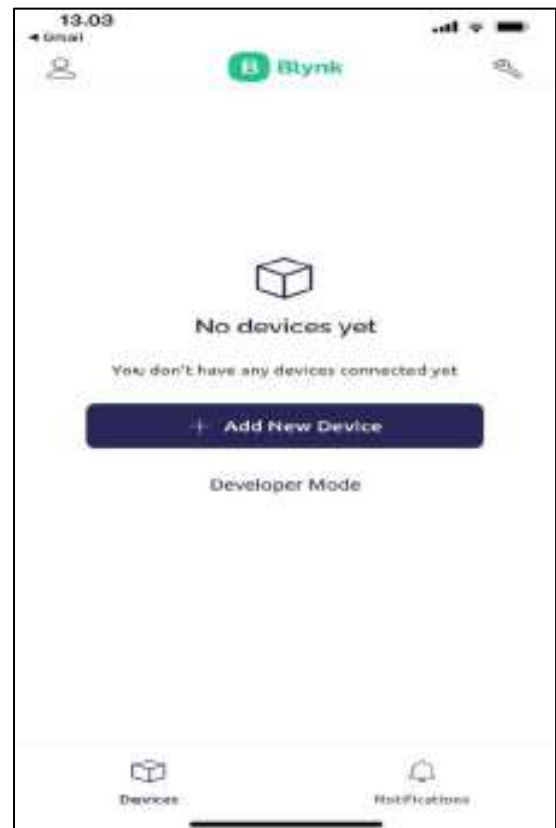 13.03
◄ Gmail
B Blynk
No devices yet
You don't have any devices connected yet
+ Add New Device
Developer Mode
Devices
Notifications